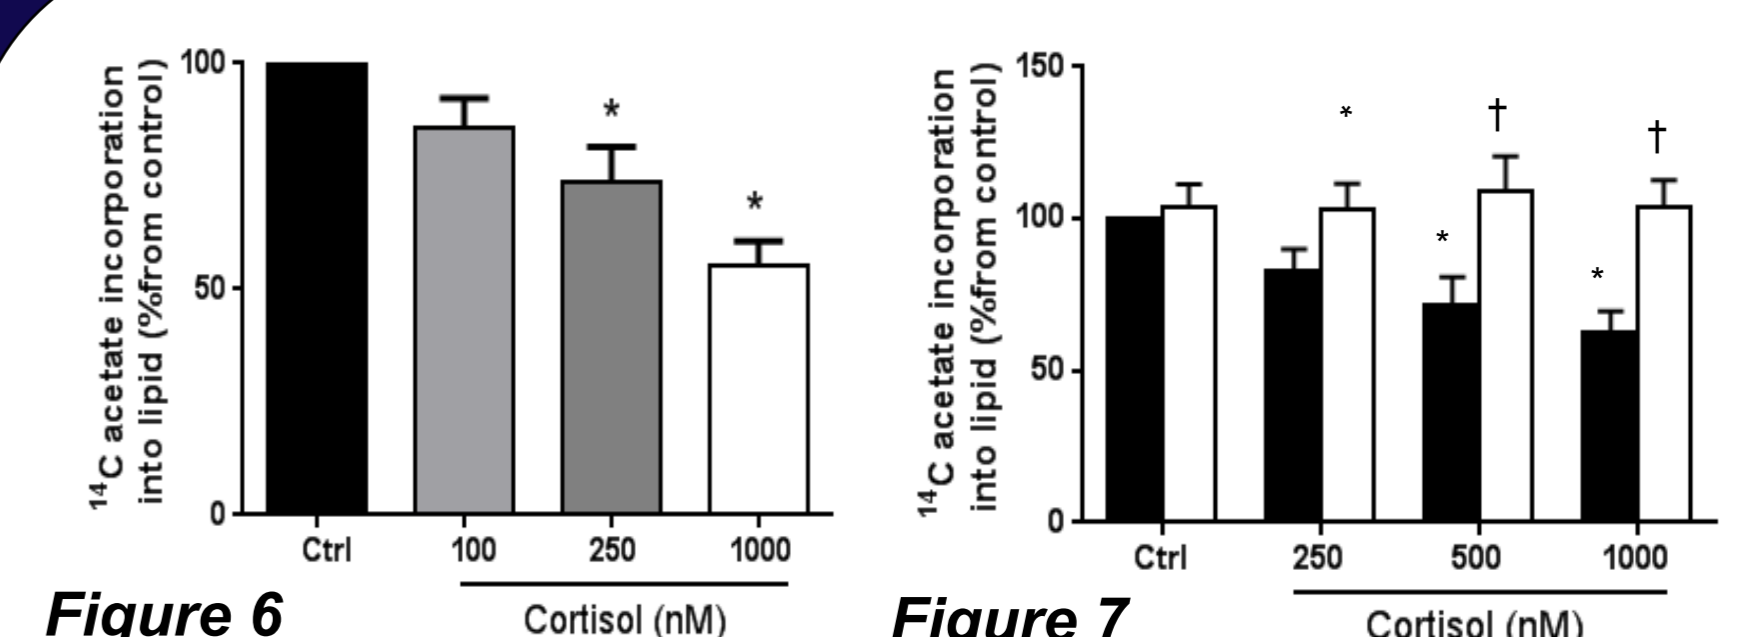 ¹⁴C acetate incorporation
into lipid (%from control)
100
50
0
*
*
Ctrl
100
250
1000
Cortisol (nM)
Figure 6
¹⁴C acetate incorporation
into lipid (%from control)
150
100
50
0
*
*
†
*
†
Ctrl
250
500
1000
Cortisol (nM)
Figure 7